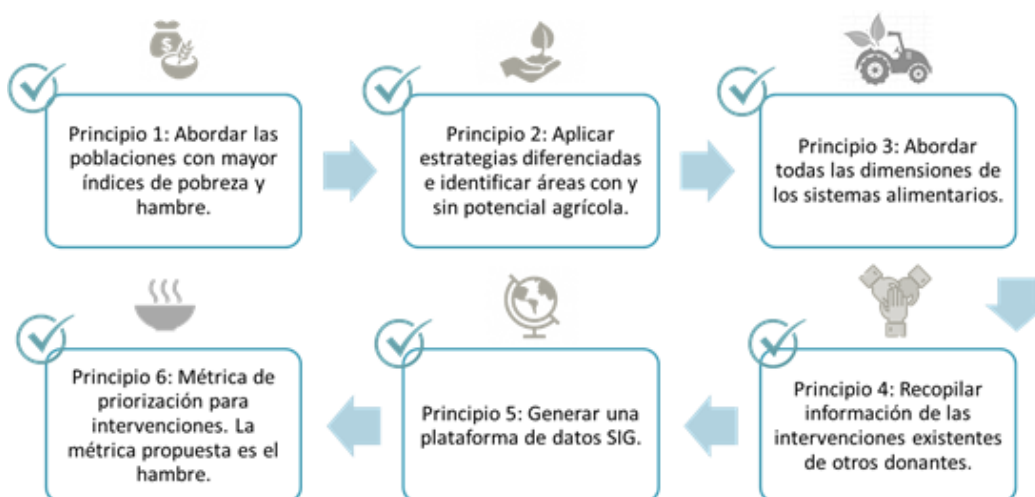 $
Principio 1: Abordar las
poblaciones con mayor
índices de pobreza y
hambre.
Principio 2: Aplicar
estrategias diferenciadas
e identificar áreas con y
sin potencial agrícola.
Principio 3: Abordar
todas las dimensiones de
los sistemas alimentarios.
Principio 4: Recopilar
información de las
intervenciones existentes
de otros donantes.
Principio 5: Generar una
plataforma de datos SIG.
Principio 6: Métrica de
priorización para
intervenciones. La
métrica propuesta es el
hambre.